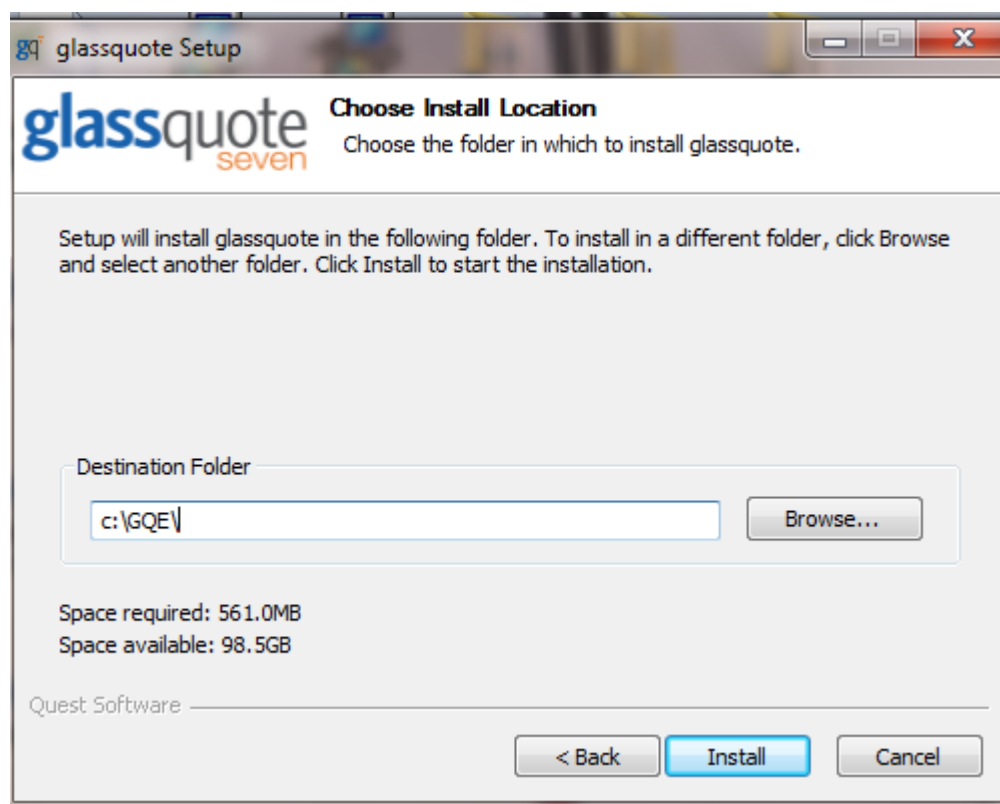 gq glassquote Setup
glassquote
seven
Choose Install Location
Choose the folder in which to install glassquote.
Setup will install glassquote in the following folder. To install in a different folder, click Browse
and select another folder. Click Install to start the installation.
Destination Folder
c:\GQE\
Browse...
Space required: 561.0MB
Space available: 98.5GB
Quest Software
< Back
Install
Cancel